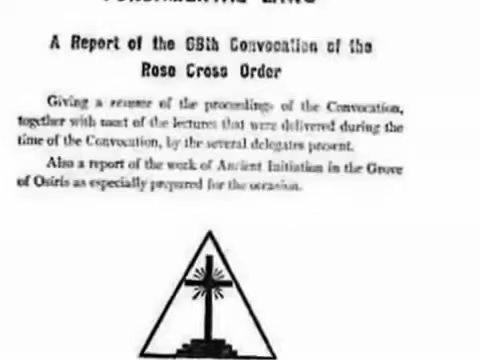 FUNDAMENTAL LAWS
A Report of the 68th Convocation of the
Rose Cross Order
Giving a resume of the proceedings of the Convocation,
together with most of the lectures that were delivered during the
time of the Convocation, by the several delegates present.
Also a report of the work of Ancient Initiation in the Grove
of Osiris as especially prepared for the occasion.